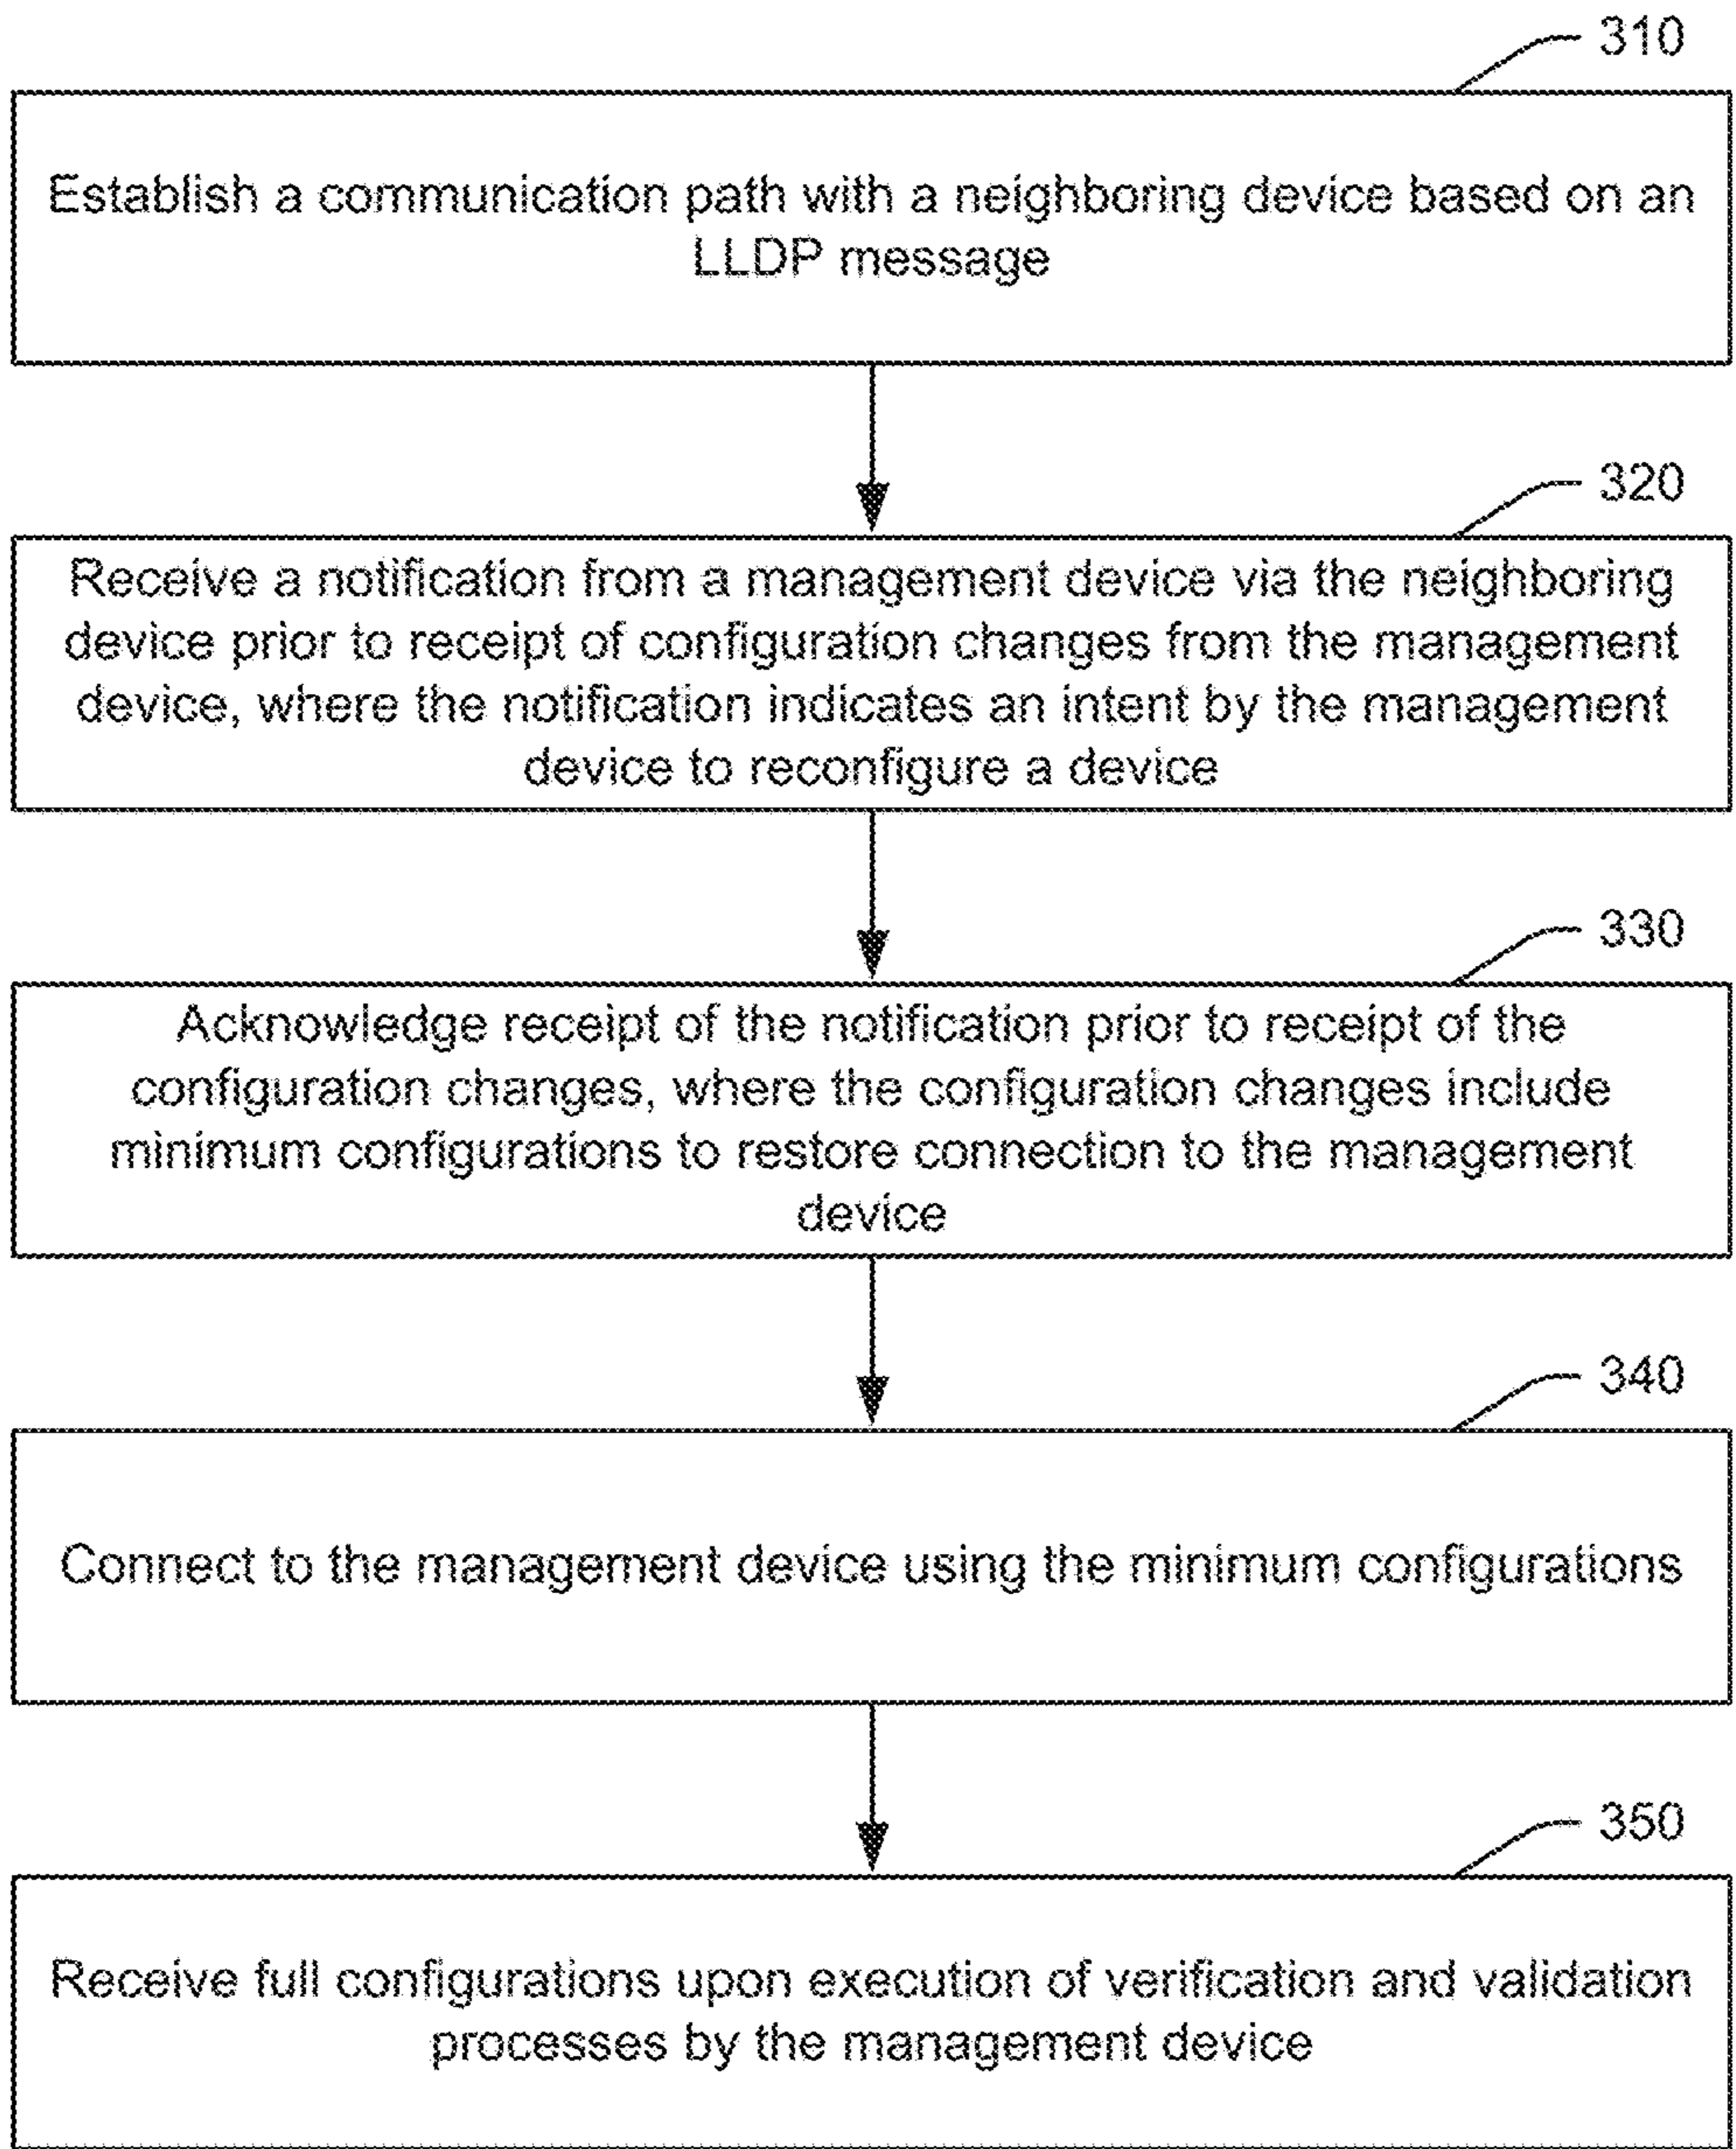 310
Establish a communication path with a neighboring device based on an
LLDP message
320
Receive a notification from a management device via the neighboring
device prior to receipt of configuration changes from the management
device, where the notification indicates an intent by the management
device to reconfigure a device
330
Acknowledge receipt of the notification prior to receipt of the
configuration changes, where the configuration changes include
minimum configurations to restore connection to the management
device
340
Connect to the management device using the minimum configurations
350
Receive full configurations upon execution of verification and validation
processes by the management device